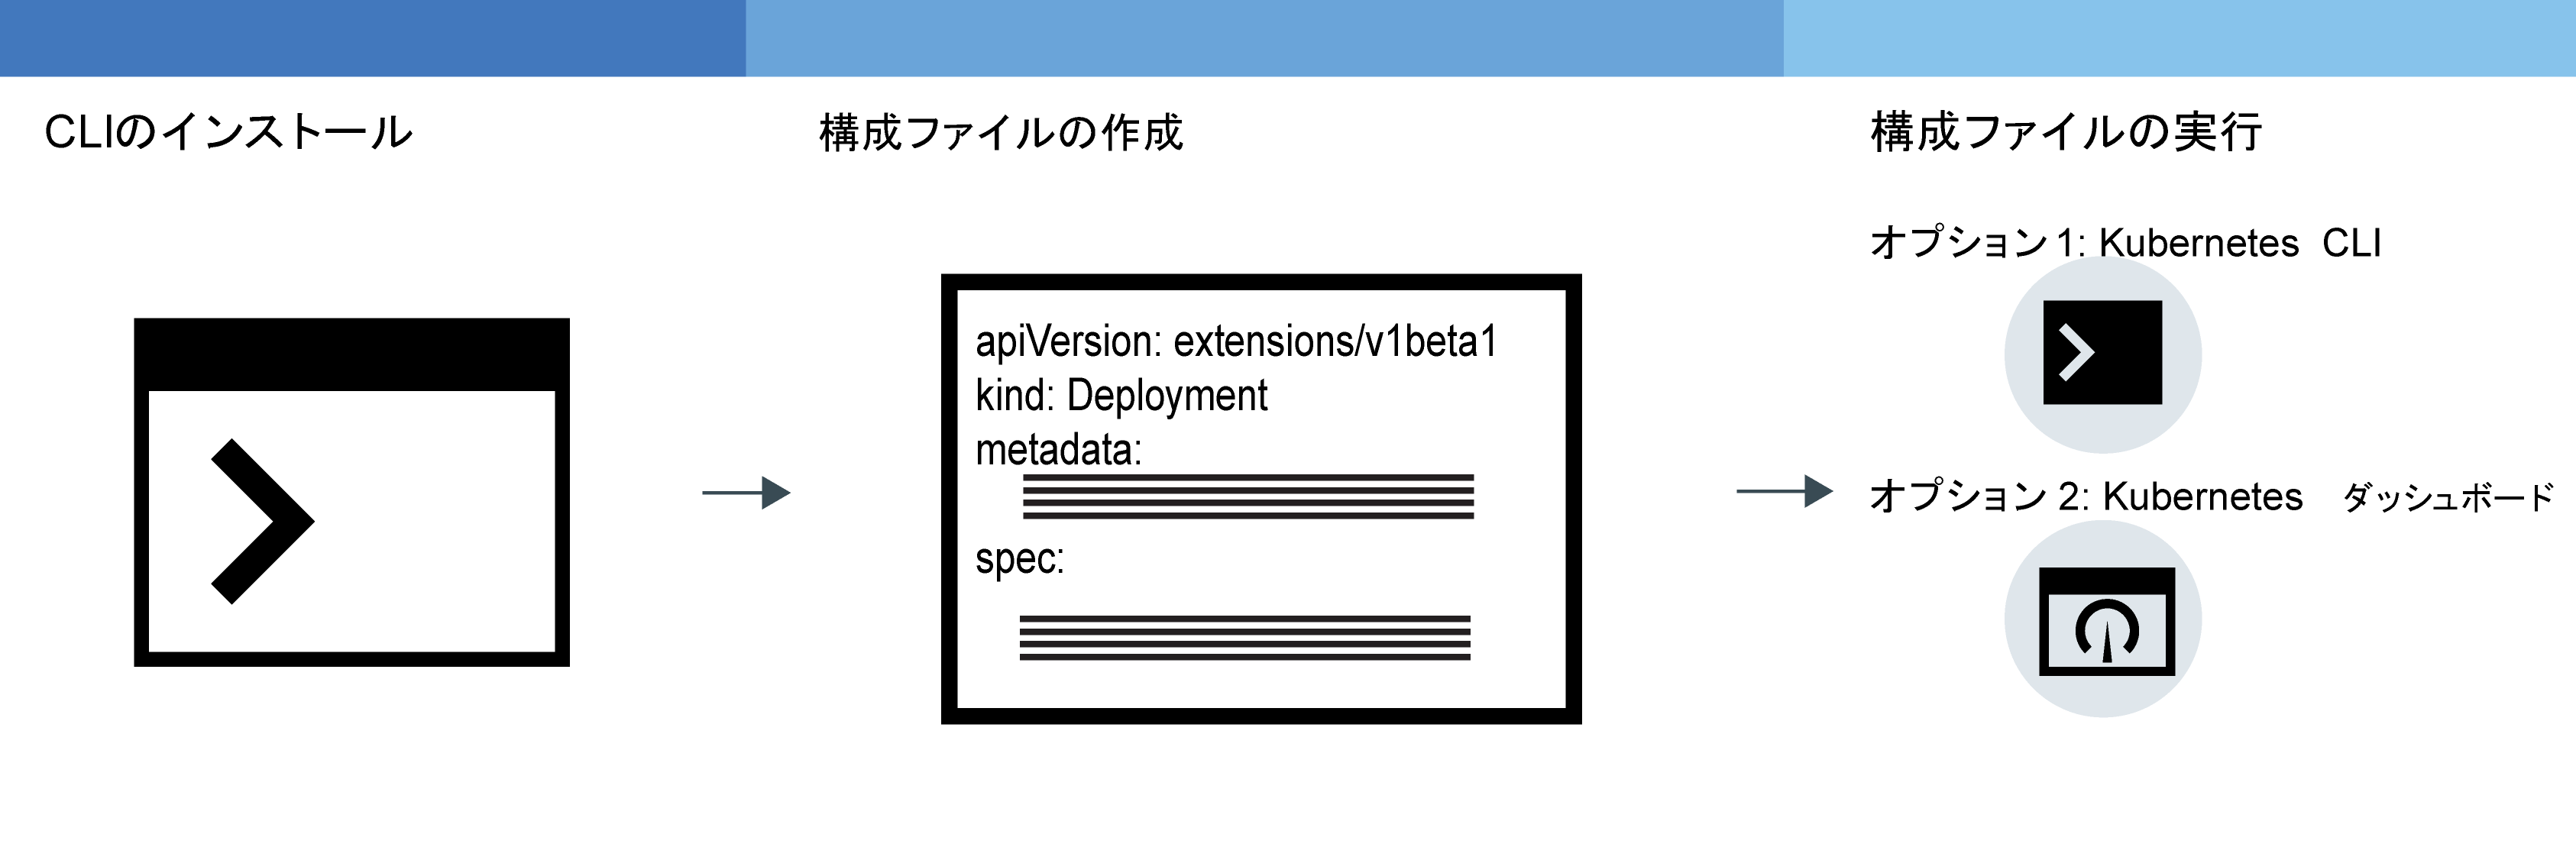 CLIのインストール
構成ファイルの作成
apiVersion: extensions/v1beta1
kind: Deployment
metadata:
spec:
構成ファイルの実行
オプション 1: Kubernetes CLI
オプション 2: Kubernetes ダッシュボード